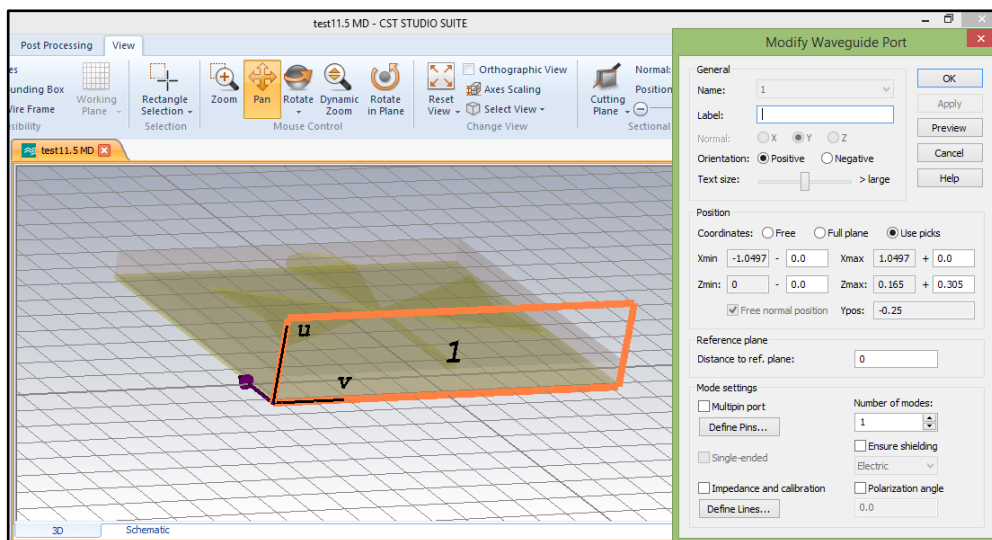 test11.5 MD - CST STUDIO SUITE
Post Processing View
es
ounding Box
Wire Frame
sibility
Working
Plane
Rectangle
Selection
Selection
Zoom
Pan
Rotate
Dynamic
Zoom
Rotate
in Plane
Mouse Control
Reset
View
Orthographic View
Axes Scaling
Select View
Change View
Cutting
Plane
Normal:
Position
Sectional
test11.5 MD
u
v
1
3D Schematic
Modify Waveguide Port
General
Name: 1
Label:
Normal: X Y Z
Orientation: Positive Negative
Text size: > large
OK
Apply
Preview
Cancel
Help
Position
Coordinates: Free Full plane Use picks
Xmin -1.0497 - 0.0 Xmax 1.0497 + 0.0
Zmin: 0 - 0.0 Zmax: 0.165 + 0.305
Free normal position Ypos: -0.25
Reference plane
Distance to ref. plane: 0
Mode settings
Multipin port
Define Pins...
Single-ended
Impedance and calibration
Define Lines...
Number of modes:
1
Ensure shielding
Electric
Polarization angle
0.0